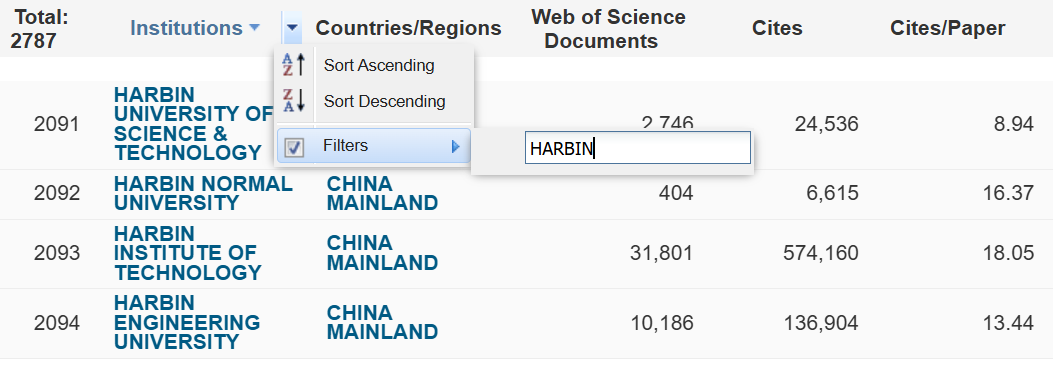 Total: 2787 Institutions Countries/Regions Web of Science Documents Cites Cites/Paper
Sort Ascending
Sort Descending
Filters
HARBIN
2091 HARBIN UNIVERSITY OF SCIENCE & TECHNOLOGY 2,746 24,536 8.94
2092 HARBIN NORMAL UNIVERSITY CHINA MAINLAND 404 6,615 16.37
2093 HARBIN INSTITUTE OF TECHNOLOGY CHINA MAINLAND 31,801 574,160 18.05
2094 HARBIN ENGINEERING UNIVERSITY CHINA MAINLAND 10,186 136,904 13.44